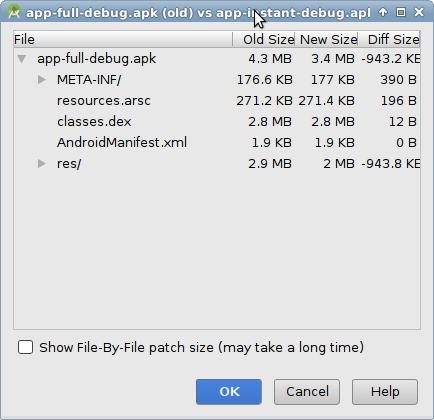 app-full-debug.apk (old) vs app-instant-debug.apl
File Old Size New Size Diff Size
app-full-debug.apk 4.3 MB 3.4 MB -943.2 KE
META-INF/ 176.6 KB 177 KB 390 B
resources.arsc 271.2 KB 271.4 KB 196 B
classes.dex 2.8 MB 2.8 MB 12 B
AndroidManifest.xml 1.9 KB 1.9 KB 0 B
res/ 2.9 MB 2 MB -943.8 KE
Show File-By-File patch size (may take a long time)
OK Cancel Help